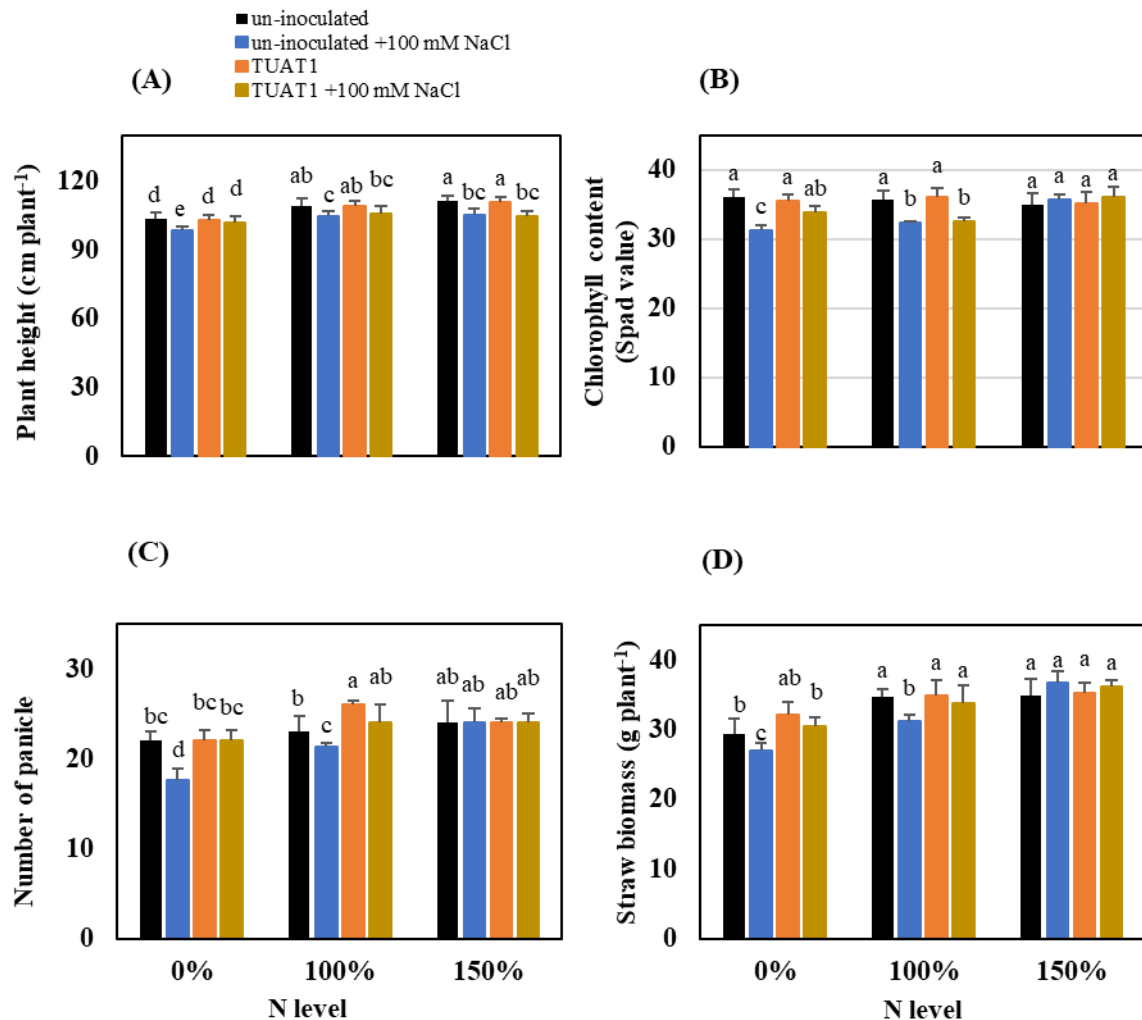 un-inoculated
un-inoculated +100 mM NaCl
TUAT1
TUAT1 +100 mM NaCl
(A)
Plant height (cm plant⁻¹)
120
90
60
30
0
d e d d
ab c ab bc
a bc a bc
(B)
Chlorophyll content
(Spad value)
40
30
20
10
0
a c a ab
a b a b
a a a a
(C)
Number of panicle
30
20
10
0
bc d bc bc
b c a ab
ab ab ab ab
0% 100% 150%
N level
(D)
Straw biomass (g plant⁻¹)
40
30
20
10
0
b c ab b
a b a a
a a a a
0% 100% 150%
N level